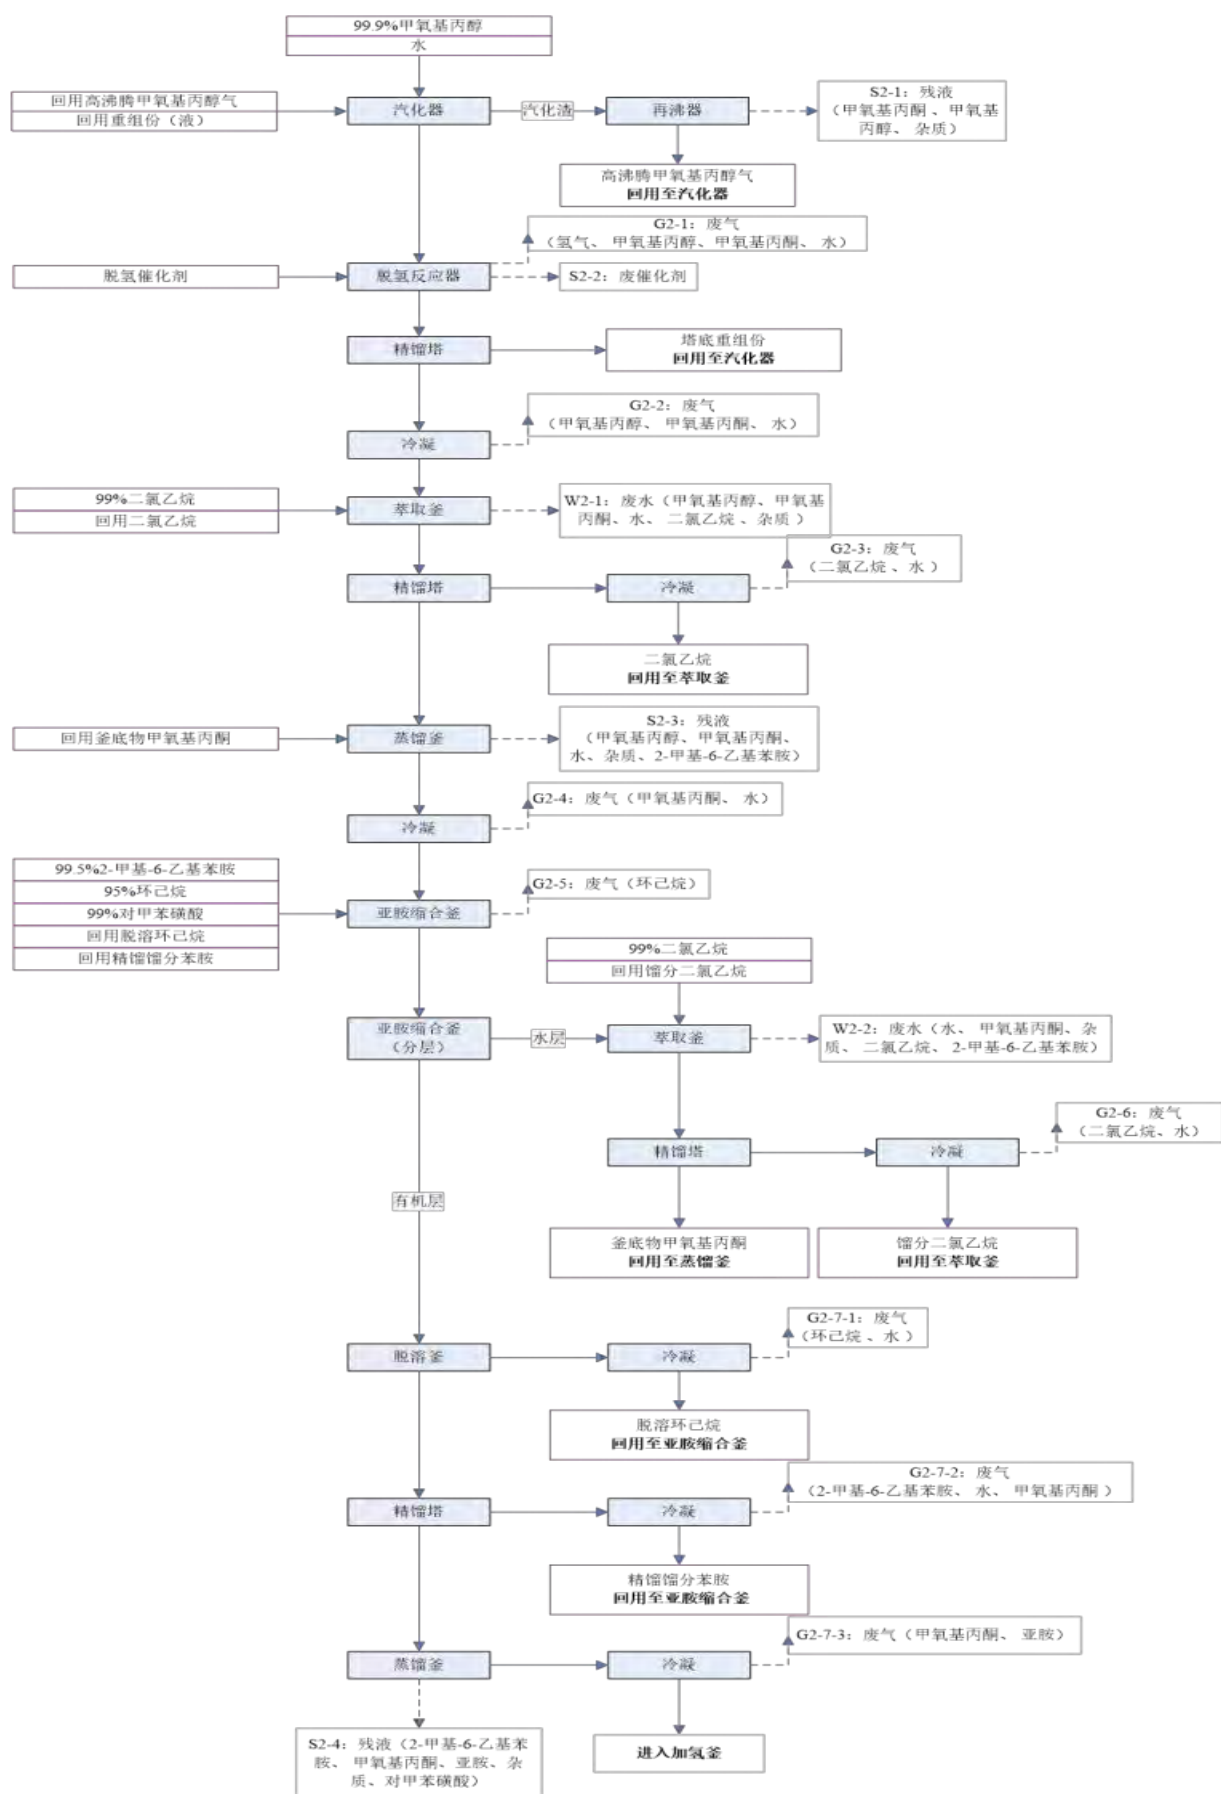 99.9%甲氧基丙醇
水
回用高沸腾甲氧基丙醇气
回用重组份（液）
汽化器
汽化渣
再沸器
S2-1：残液
（甲氧基丙酮、甲氧基
丙醇、杂质）
高沸腾甲氧基丙醇气
回用至汽化器
G2-1：废气
（氢气、甲氧基丙醇、甲氧基丙酮、水）
脱氢催化剂
脱氢反应器
S2-2：废催化剂
精馏塔
塔底重组份
回用至汽化器
G2-2：废气
（甲氧基丙醇、甲氧基丙酮、水）
冷凝
99%二氯乙烷
回用二氯乙烷
萃取釜
W2-1：废水（甲氧基丙醇、甲氧基
丙酮、水、二氯乙烷、杂质）
G2-3：废气
（二氯乙烷、水）
精馏塔
冷凝
二氯乙烷
回用至萃取釜
回用釜底物甲氧基丙酮
蒸馏釜
S2-3：残液
（甲氧基丙醇、甲氧基丙酮、
水、杂质、2-甲基-6-乙基苯胺）
G2-4：废气（甲氧基丙酮、水）
冷凝
99.5%2-甲基-6-乙基苯胺
95%环己烷
99%对甲苯磺酸
回用脱溶环己烷
回用精馏馏分苯胺
亚胺缩合釜
G2-5：废气（环己烷）
99%二氯乙烷
回用馏分二氯乙烷
亚胺缩合釜
（分层）
水层
萃取釜
W2-2：废水（水、甲氧基丙酮、杂
质、二氯乙烷、2-甲基-6-乙基苯胺）
G2-6：废气
（二氯乙烷、水）
精馏塔
冷凝
有机层
釜底物甲氧基丙酮
回用至蒸馏釜
馏分二氯乙烷
回用至萃取釜
G2-7-1：废气
（环己烷、水）
脱溶釜
冷凝
脱溶环己烷
回用至亚胺缩合釜
G2-7-2：废气
（2-甲基-6-乙基苯胺、水、甲氧基丙酮）
精馏塔
冷凝
精馏馏分苯胺
回用至亚胺缩合釜
G2-7-3：废气（甲氧基丙酮、亚胺）
蒸馏釜
冷凝
S2-4：残液（2-甲基-6-乙基苯
胺、甲氧基丙酮、亚胺、杂
质、对甲苯磺酸）
进入加氢釜